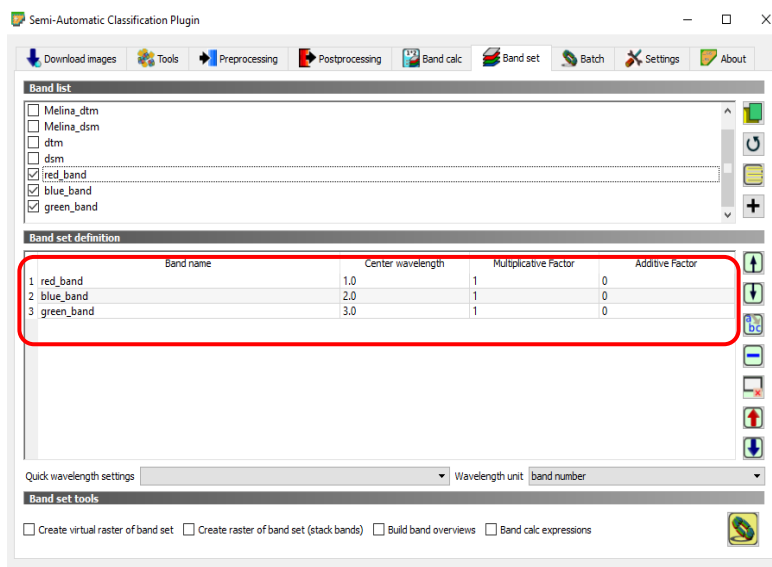 Semi-Automatic Classification Plugin
Download images Tools Preprocessing Postprocessing Band calc Band set Batch Settings About
Band list
Melina_dtm
Melina_dsm
dtm
dsm
red_band
blue_band
green_band
Band set definition
Band name Center wavelength Multiplicative Factor Additive Factor
1 red_band 1.0 1 0
2 blue_band 2.0 1 0
3 green_band 3.0 1 0
Quick wavelength settings Wavelength unit band number
Band set tools
Create virtual raster of band set Create raster of band set (stack bands) Build band overviews Band calc expressions